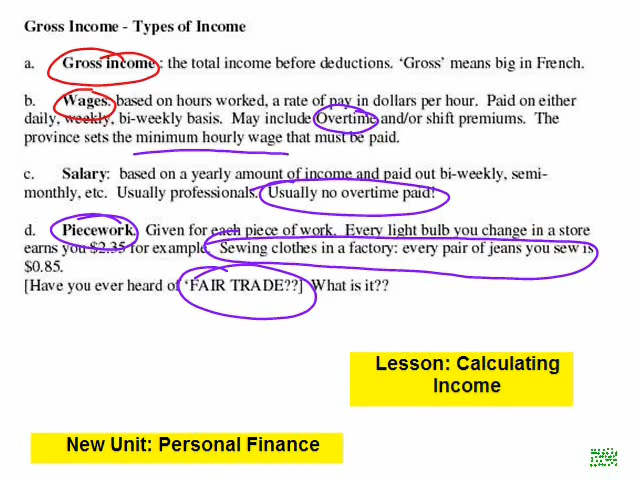 Gross Income - Types of Income
a. Gross income: the total income before deductions. ‘Gross’ means big in French.
b. Wages: based on hours worked, a rate of pay in dollars per hour. Paid on either
daily, weekly, bi-weekly basis. May include Overtime and/or shift premiums. The
province sets the minimum hourly wage that must be paid.
c. Salary: based on a yearly amount of income and paid out bi-weekly, semi-
monthly, etc. Usually professionals. Usually no overtime paid!
d. Piecework. Given for each piece of work. Every light bulb you change in a store
earns you $2.35 for example. Sewing clothes in a factory: every pair of jeans you sew is
$0.85.
[Have you ever heard of ‘FAIR TRADE??] What is it??
Lesson: Calculating
Income
New Unit: Personal Finance